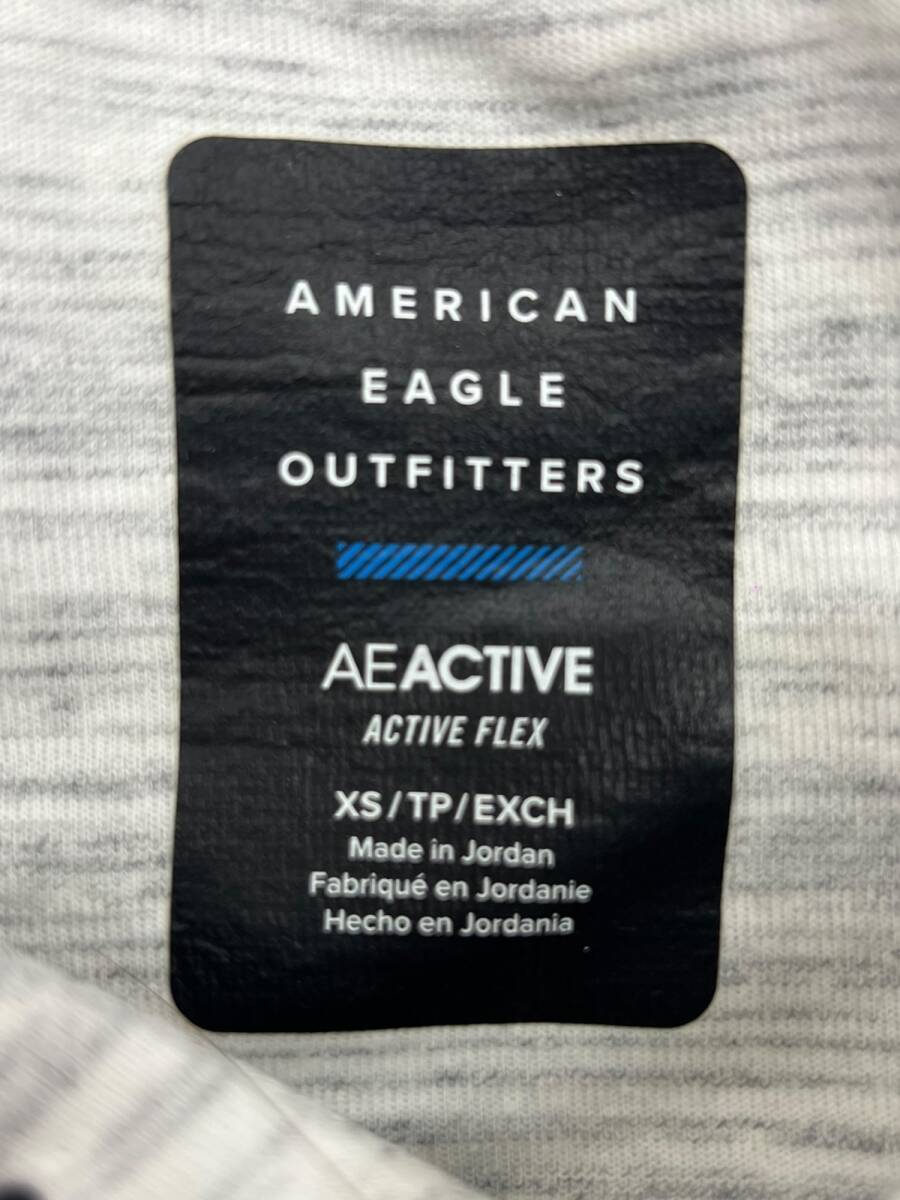 AMERICAN
EAGLE
OUTFITTERS
AEACTIVE
ACTIVE FLEX
XS/TP/EXCH
Made in Jordan
Fabriqué en Jordanie
Hecho en Jordania